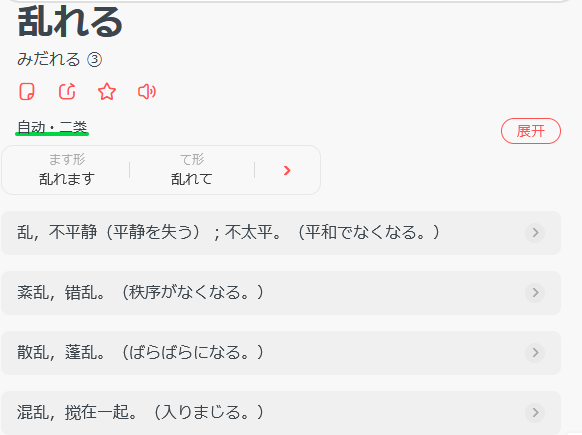 乱れる
みだれる ③
自动・二类
展开
ます形
て形
乱れます
乱れて
乱，不平静（平静を失う）；不太平。（平和でなくなる。）
紊乱，错乱。（秩序がなくなる。）
散乱，蓬乱。（ばらばらになる。）
混乱，搅在一起。（入りまじる。）